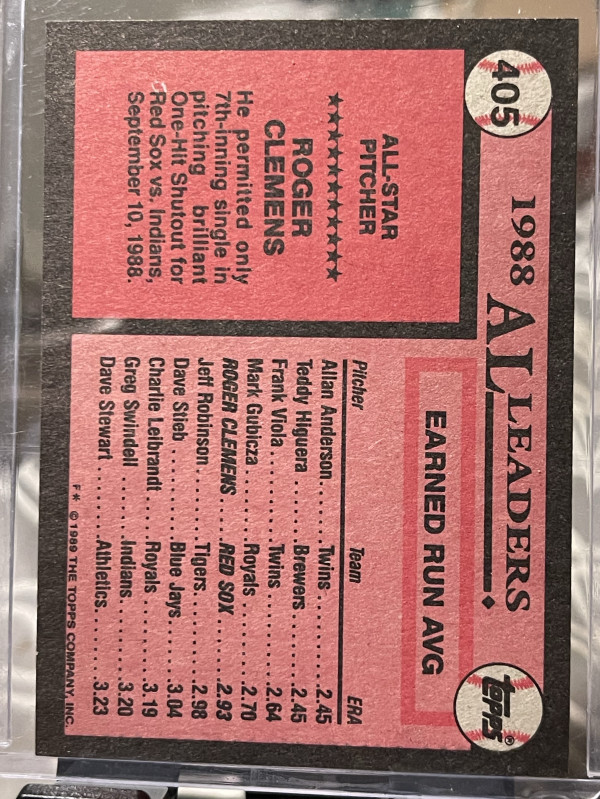 405
1988 AL LEADERS
topps®
ALL-STAR
PITCHER
ROGER
CLEMENS
★★★★★★★★★★★
He permitted only
7th-inning single in
pitching brilliant
One-Hit Shutout for
Red Sox vs. Indians,
September 10, 1988.
EARNED RUN AVG
Pitcher Team ERA
Allan Anderson. . . . . . Twins . . . . . . . 2.45
Teddy Higuera . . . . . . Brewers . . . . . 2.45
Frank Viola. . . . . . . . . Twins . . . . . . . 2.64
Mark Gubicza . . . . . . Royals . . . . . . 2.70
ROGER CLEMENS . . . . RED SOX . . . . 2.93
Jeff Robinson. . . . . . . Tigers. . . . . . . 2.98
Dave Stieb . . . . . . . . . Blue Jays . . . . 3.04
Charlie Leibrandt . . . . Royals . . . . . . 3.19
Greg Swindell . . . . . . Indians. . . . . . 3.20
Dave Stewart. . . . . . . Athletics. . . . . 3.23
F* © 1989 THE TOPPS COMPANY, INC.